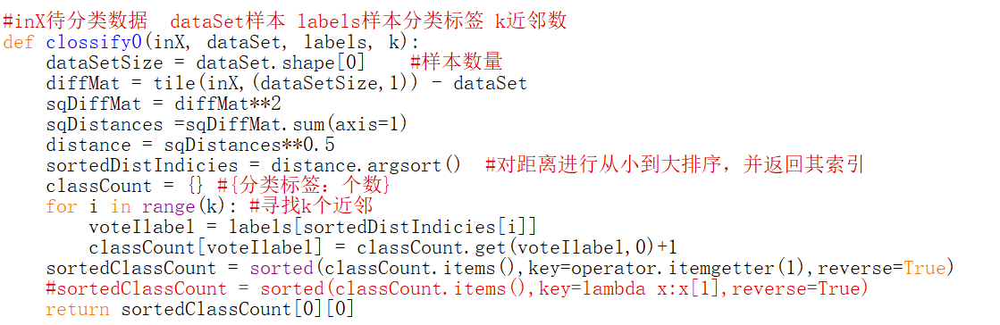 #inX待分类数据  dataSet样本 labels样本分类标签 k近邻数
def clossify0(inX, dataSet, labels, k):
    dataSetSize = dataSet.shape[0]    #样本数量
    diffMat = tile(inX,(dataSetSize,1)) - dataSet
    sqDiffMat = diffMat**2
    sqDistances =sqDiffMat.sum(axis=1)
    distance = sqDistances**0.5
    sortedDistIndicies = distance.argsort()  #对距离进行从小到大排序，并返回其索引
    classCount = {} #{分类标签：个数}
    for i in range(k): #寻找k个近邻
        voteIlabel = labels[sortedDistIndicies[i]]
        classCount[voteIlabel] = classCount.get(voteIlabel,0)+1
    sortedClassCount = sorted(classCount.items(),key=operator.itemgetter(1),reverse=True)
    #sortedClassCount = sorted(classCount.items(),key=lambda x:x[1],reverse=True)
    return sortedClassCount[0][0]